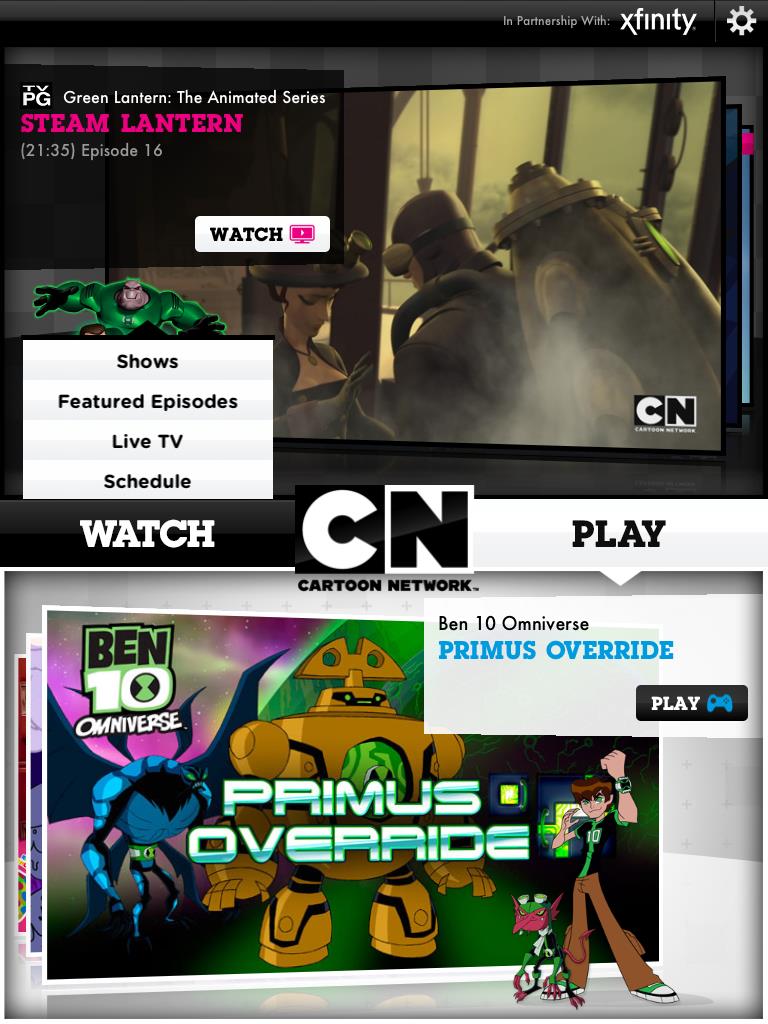 In Partnership With: xfinity
TV
PG
Green Lantern: The Animated Series
STEAM LANTERN
(21:35) Episode 16
WATCH
Shows
Featured Episodes
Live TV
Schedule
CN
CARTOON NETWORK
WATCH
CN
CARTOON NETWORK™
PLAY
Ben 10 Omniverse
PRIMUS OVERRIDE
PLAY
BEN
10
OMNIVERSE
PRIMUS
OVERRIDE
10